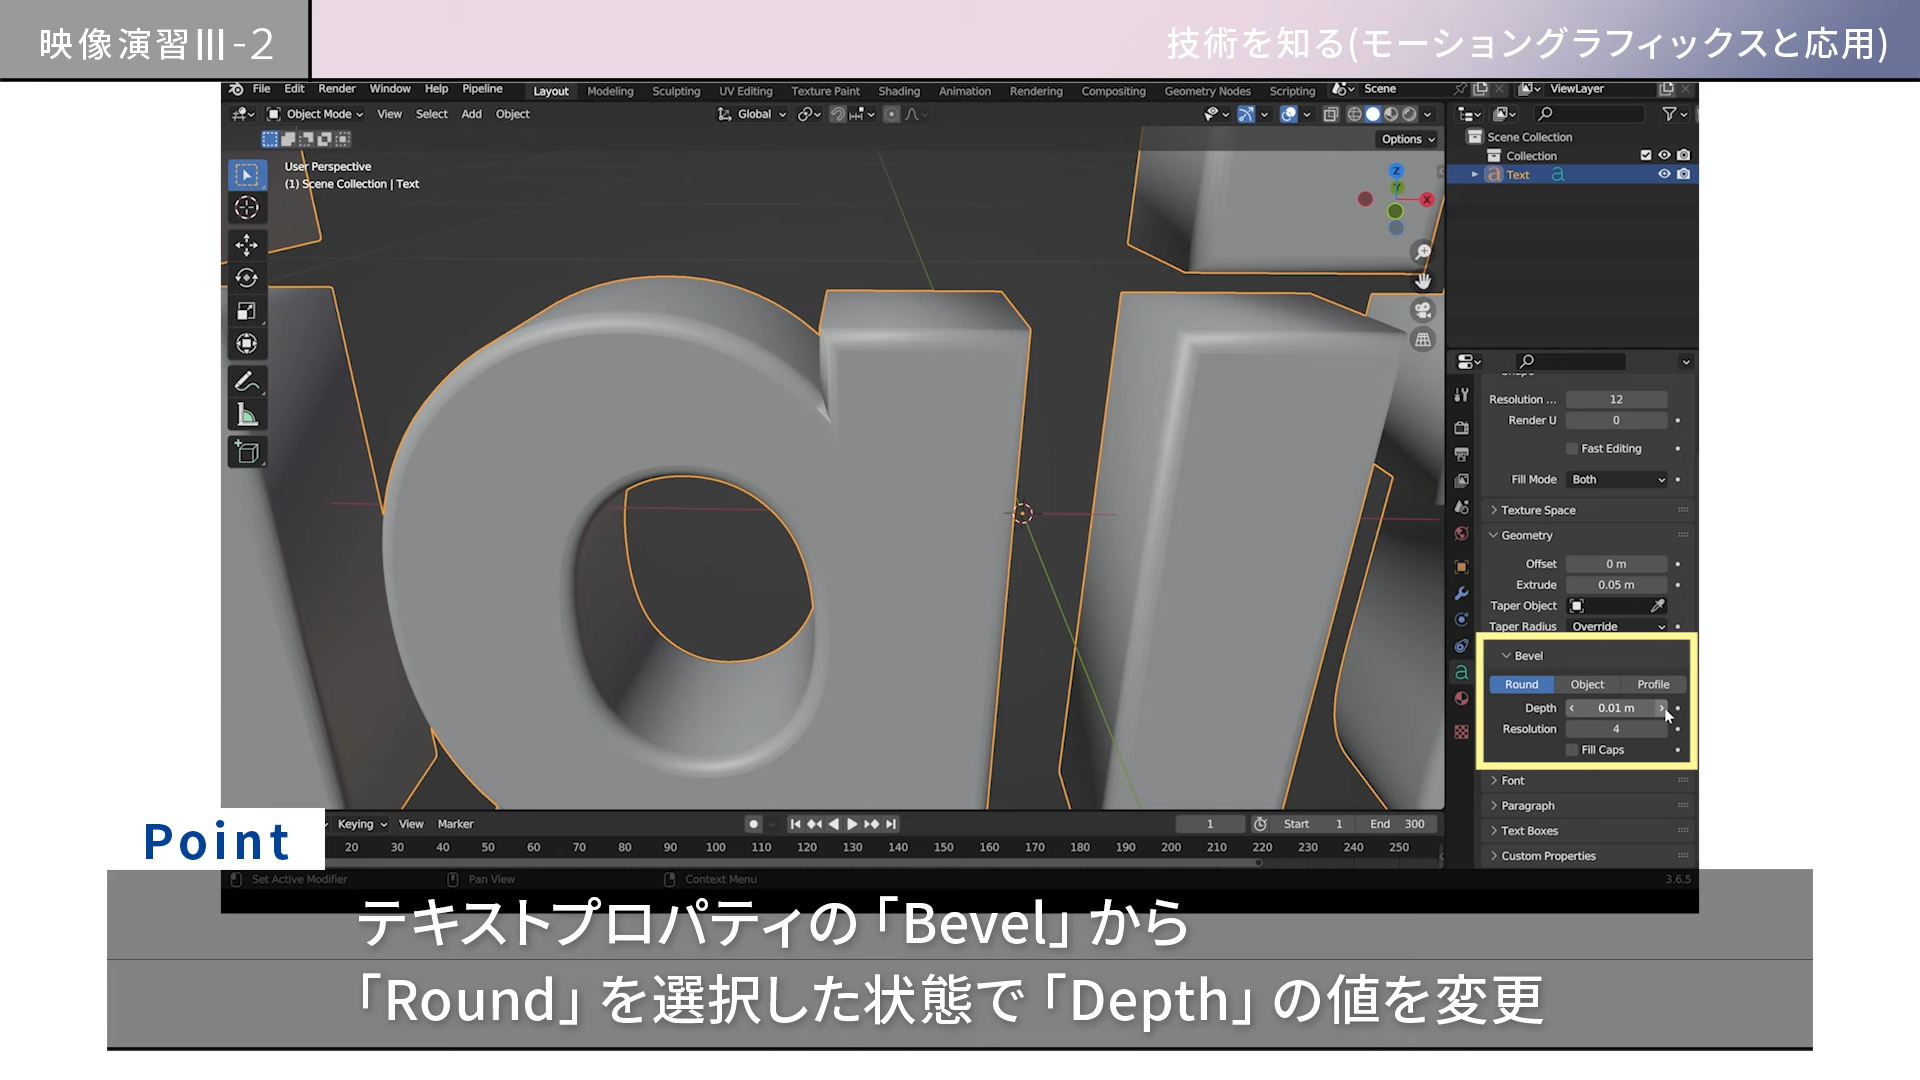 映像演習Ⅲ-2
技術を知る(モーショングラフィックスと応用)
File Edit Render Window Help Pipeline Layout Modeling Sculpting UV Editing Texture Paint Shading Animation Rendering Compositing Geometry Nodes Scripting Scene ViewLayer
Object Mode View Select Add Object Global
Options
User Perspective
(1) Scene Collection | Text
Z
Y
X
Scene Collection
Collection
Text
Resolution ... 12
Render U 0
Fast Editing
Fill Mode Both
Texture Space
Geometry
Offset 0 m
Extrude 0.05 m
Taper Object
Taper Radius Override
Bevel
Round Object Profile
Depth 0.01 m
Resolution 4
Fill Caps
Font
Paragraph
Text Boxes
Custom Properties
Keying View Marker 1 Start 1 End 300
20 30 40 50 60 70 80 90 100 110 120 130 140 150 160 170 180 190 200 210 220 230 240 250
Set Active Modifier Pan View Context Menu 3.6.5
Point
テキストプロパティの「Bevel」から
「Round」を選択した状態で「Depth」の値を変更